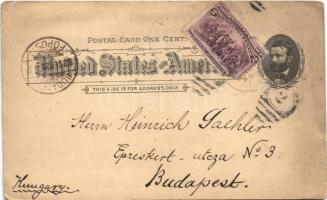 POSTAL CARD ONE CENT.
United States of America
THIS SIDE IS FOR ADDRESS ONLY.
Herrn Heinrich Gaehler
Epreskert-utcza No 3.
Budapest.
Hungary.